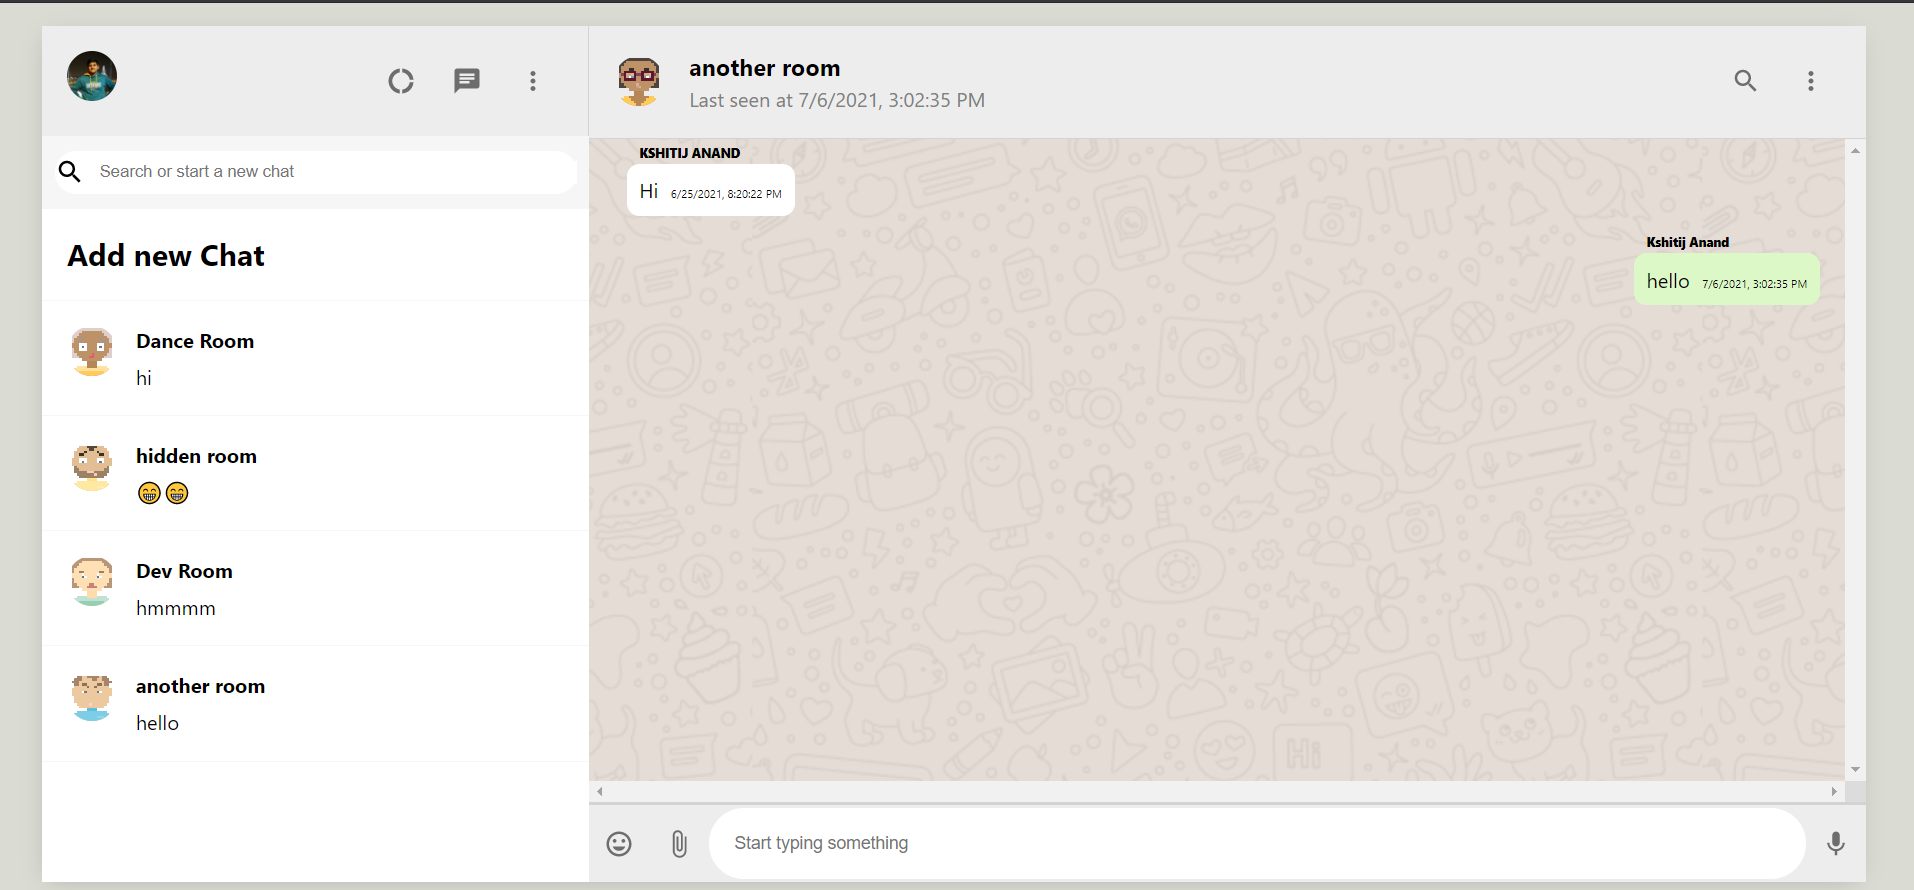 Search or start a new chat
Add new Chat
Dance Room
hi
hidden room
😁😁
Dev Room
hmmmm
another room
hello
another room
Last seen at 7/6/2021, 3:02:35 PM
KSHITIJ ANAND
Hi 6/25/2021, 8:20:22 PM
Kshitij Anand
hello 7/6/2021, 3:02:35 PM
Hi
Start typing something